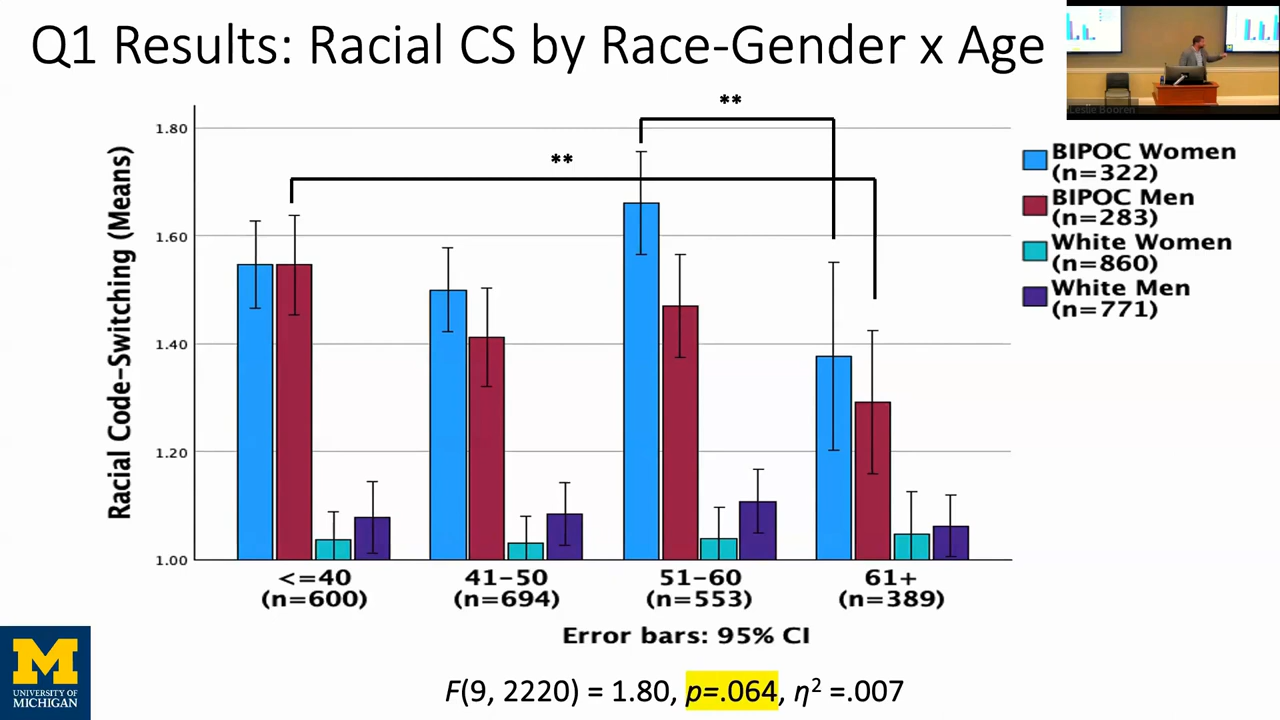 Q1 Results: Racial CS by Race-Gender x Age
Leslie Booren
**
**
1.80
1.60
1.40
1.20
1.00
Racial Code-Switching (Means)
BIPOC Women
(n=322)
BIPOC Men
(n=283)
White Women
(n=860)
White Men
(n=771)
<=40
(n=600)
41-50
(n=694)
51-60
(n=553)
61+
(n=389)
Error bars: 95% CI
F(9, 2220) = 1.80, p=.064, η² =.007
M
UNIVERSITY OF
MICHIGAN